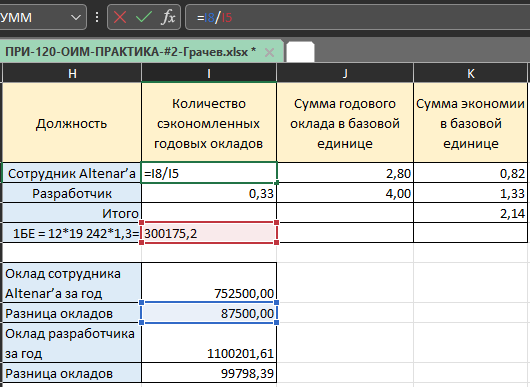 УММ
=I8/I5
ПРИ-120-ОИМ-ПРАКТИКА-#2-Грачев.xlsx *
H I J K
Должность
Количество
сэкономленных
годовых окладов
Сумма годового
оклада в базовой
единице
Сумма экономии
в базовой
единице
Сотрудник Altenar’a =I8/I5 2,80 0,82
Разработчик 0,33 4,00 1,33
Итого 2,14
1БЕ = 12*19 242*1,3= 300175,2
Оклад сотрудника
Altenar’a за год 752500,00
Разница окладов 87500,00
Оклад разработчика
за год 1100201,61
Разница окладов 99798,39